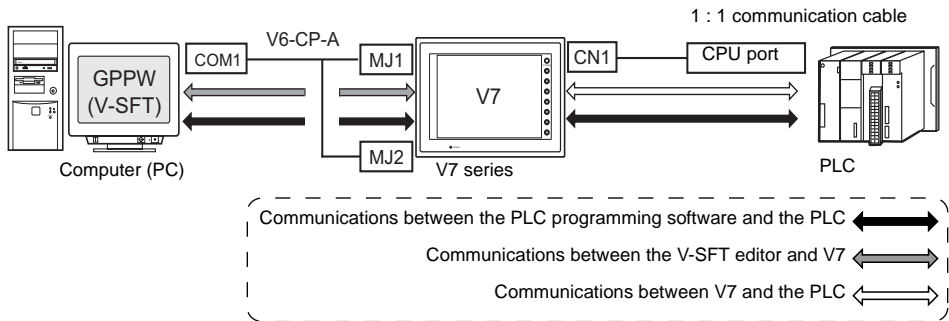 1 : 1 communication cable
V6-CP-A
COM1
MJ1
CN1
CPU port
GPPW
(V-SFT)
V7
MJ2
Computer (PC)
V7 series
PLC
Communications between the PLC programming software and the PLC
Communications between the V-SFT editor and V7
Communications between V7 and the PLC